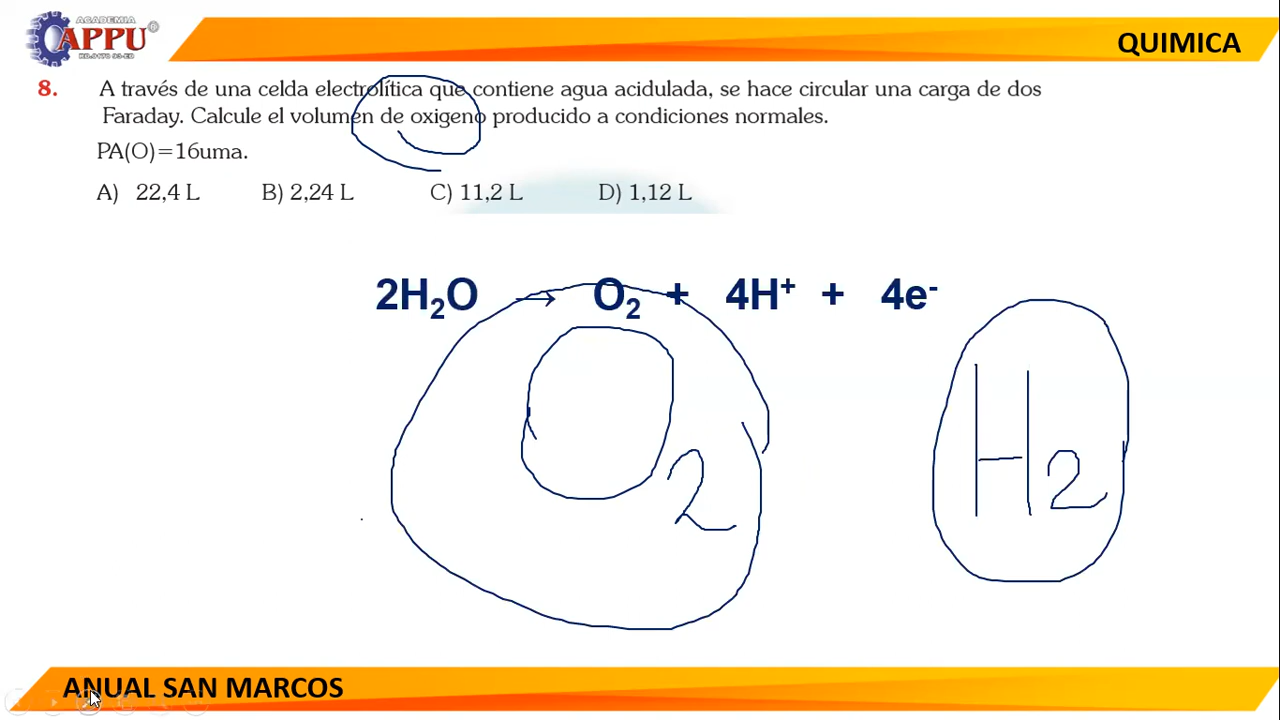 ACADEMIA
APPU
QUIMICA
8. A través de una celda electrolítica que contiene agua acidulada, se hace circular una carga de dos
Faraday. Calcule el volumen de oxigeno producido a condiciones normales.
PA(O)=16uma.
A) 22,4 L B) 2,24 L C) 11,2 L D) 1,12 L
2H₂O → O₂ + 4H⁺ + 4e⁻
O2 H2
ANUAL SAN MARCOS